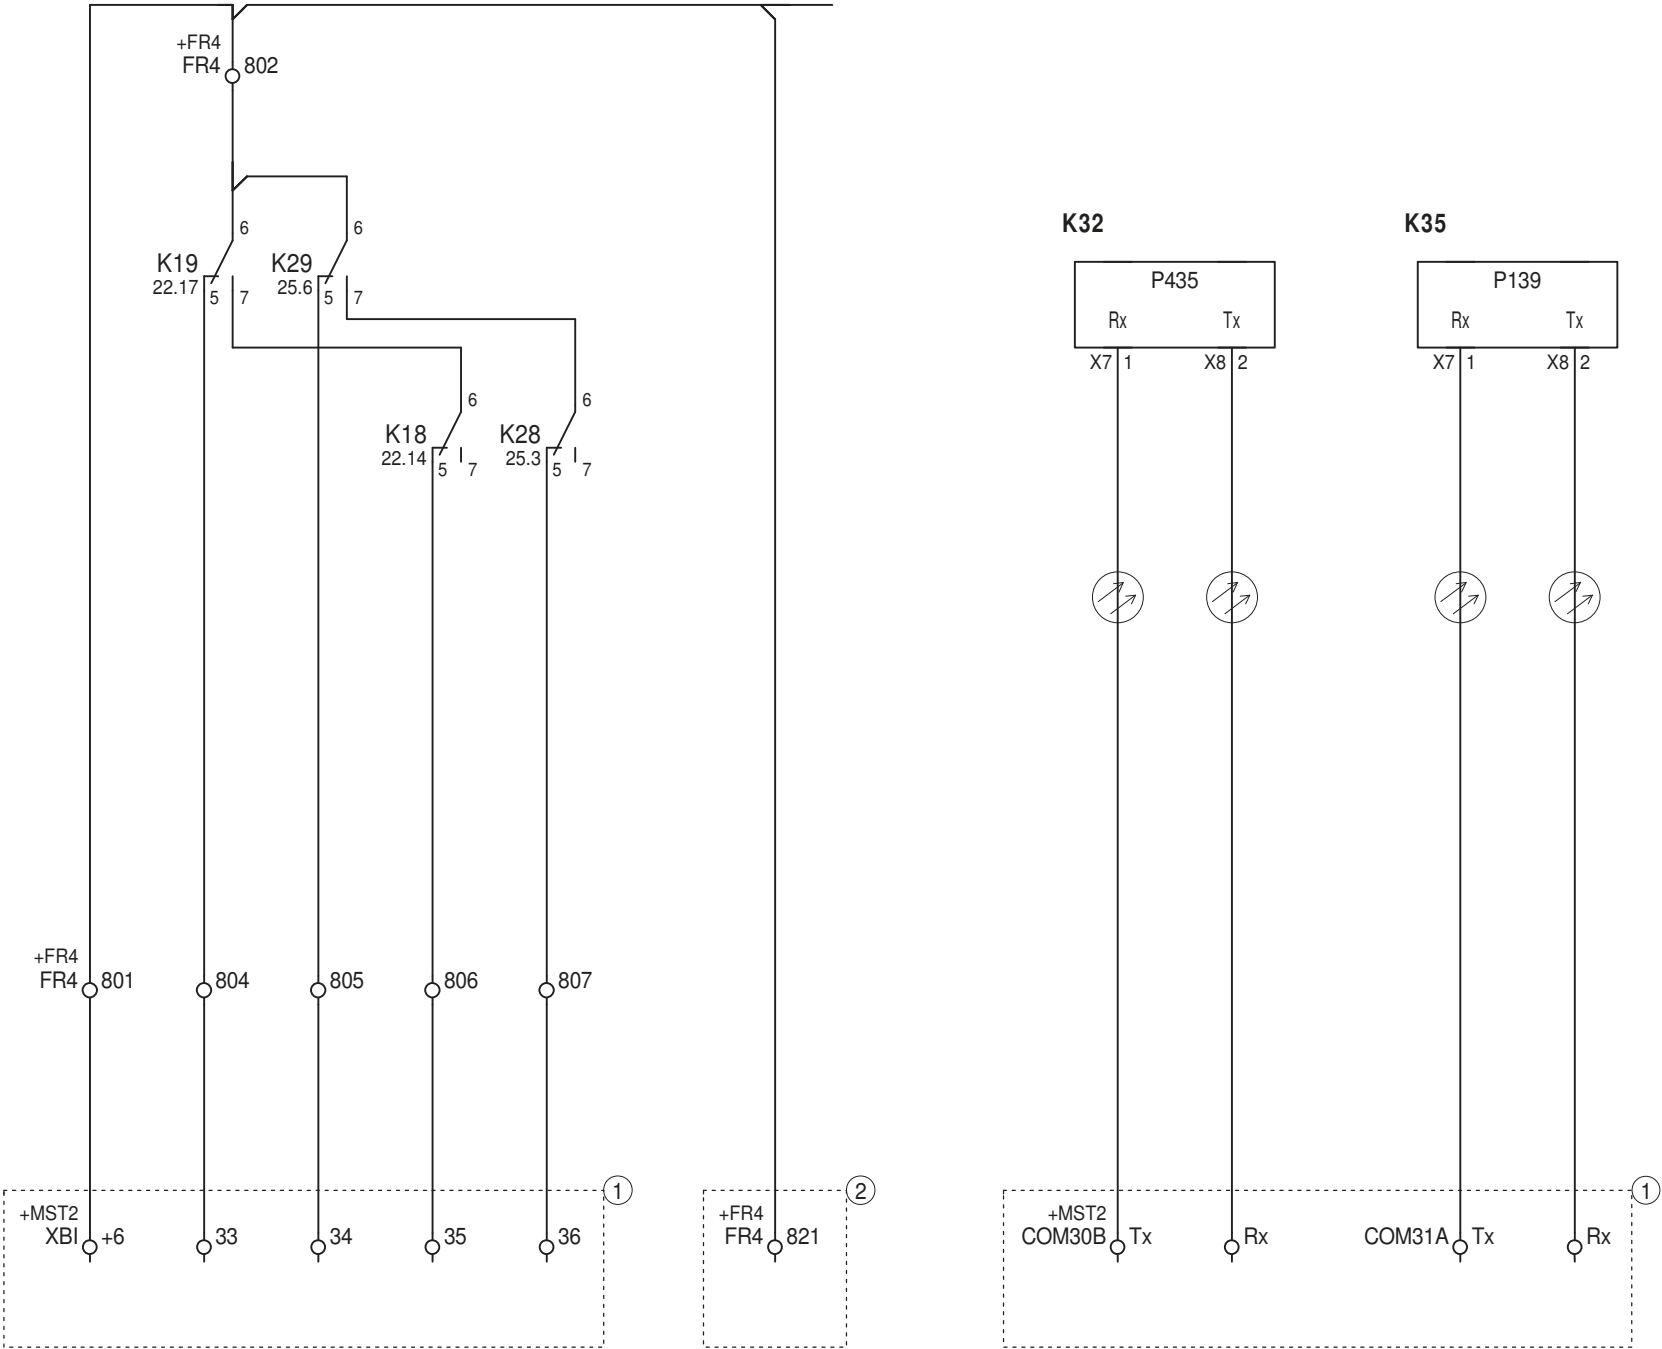 +FR4
FR4 802
K32 K35
6 6
K19 K29
22.17 25.6
5 7 5 7
P435 P139
Rx Tx Rx Tx
X7 1 X8 2 X7 1 X8 2
6 6
K18 K28
22.14 25.3
5 7 5 7
+FR4
FR4 801 804 805 806 807
1 2 1
+MST2 +FR4 +MST2
XBI +6 33 34 35 36 FR4 821 COM30B Tx Rx COM31A Tx Rx